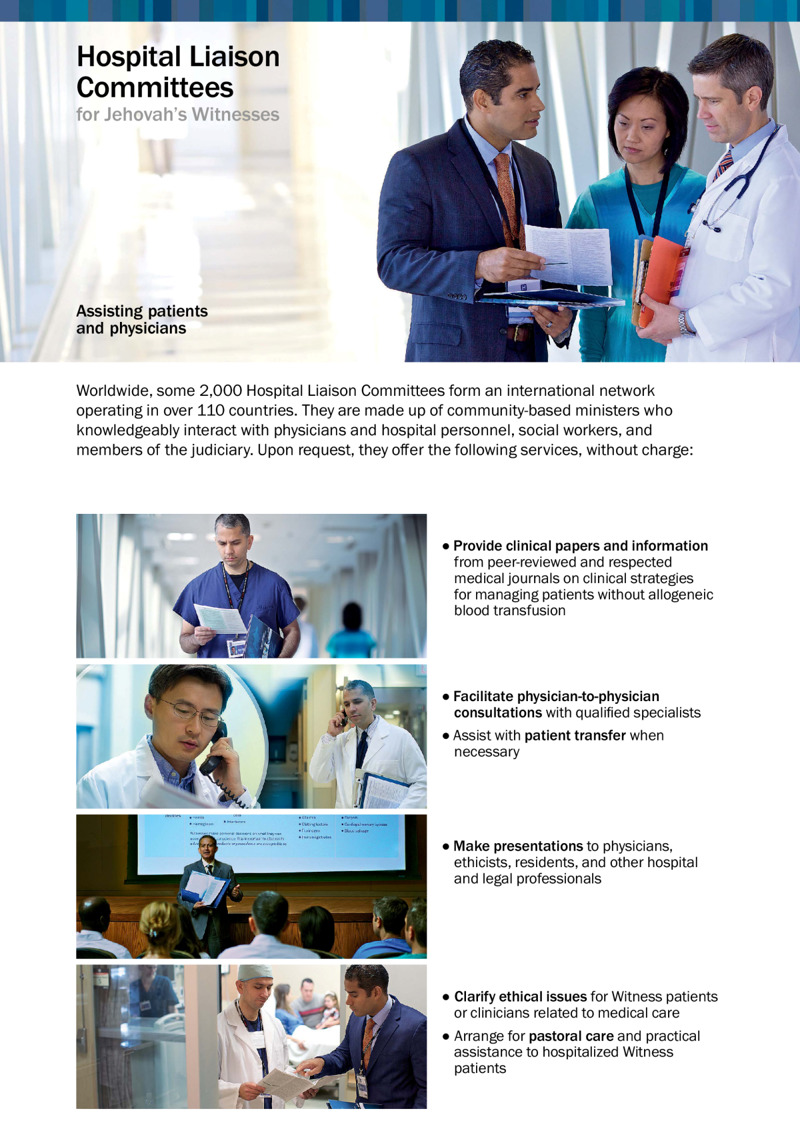 Hospital Liaison
Committees
for Jehovah's Witnesses
Assisting patients
and physicians
Worldwide, some 2,000 Hospital Liaison Committees form an international network
operating in over 110 countries. They are made up of community-based ministers who
knowledgeably interact with physicians and hospital personnel, social workers, and
members of the judiciary. Upon request, they offer the following services, without charge:
● Provide clinical papers and information
from peer-reviewed and respected
medical journals on clinical strategies
for managing patients without allogeneic
blood transfusion
● Facilitate physician-to-physician
consultations with qualified specialists
● Assist with patient transfer when
necessary
● Make presentations to physicians,
ethicists, residents, and other hospital
and legal professionals
● Clarify ethical issues for Witness patients
or clinicians related to medical care
● Arrange for pastoral care and practical
assistance to hospitalized Witness
patients